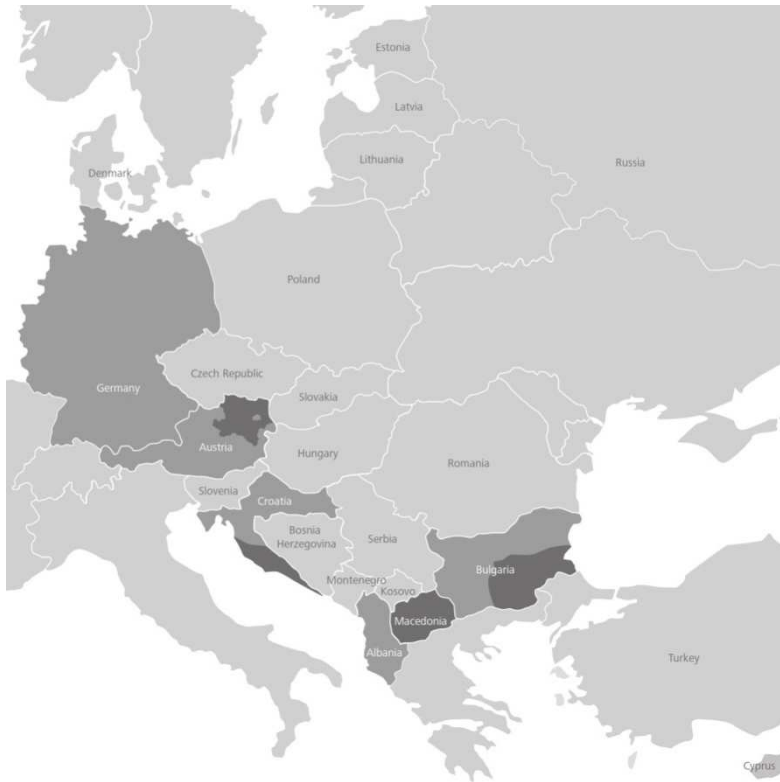 Estonia
Latvia
Lithuania
Russia
Denmark
Poland
Germany
Czech Republic
Slovakia
Austria
Hungary
Romania
Slovenia
Croatia
Bosnia
Herzegovina
Serbia
Bulgaria
Montenegro
Kosovo
Macedonia
Albania
Turkey
Cyprus